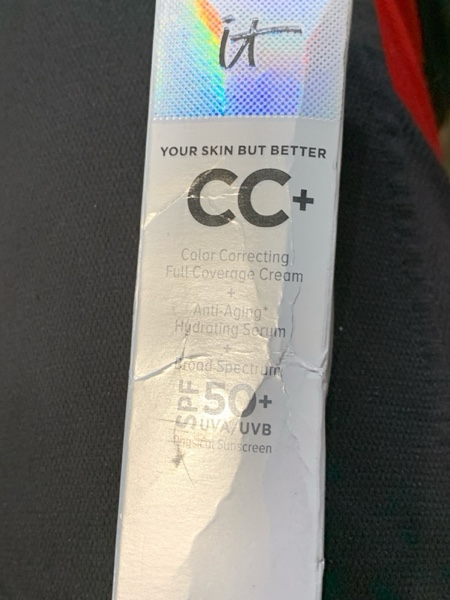 it
YOUR SKIN BUT BETTER
CC+
Color Correcting
Full Coverage Cream
+
Anti-Aging*
Hydrating Serum
+
Broad Spectrum
SPF 50+
UVA/UVB
Physical Sunscreen